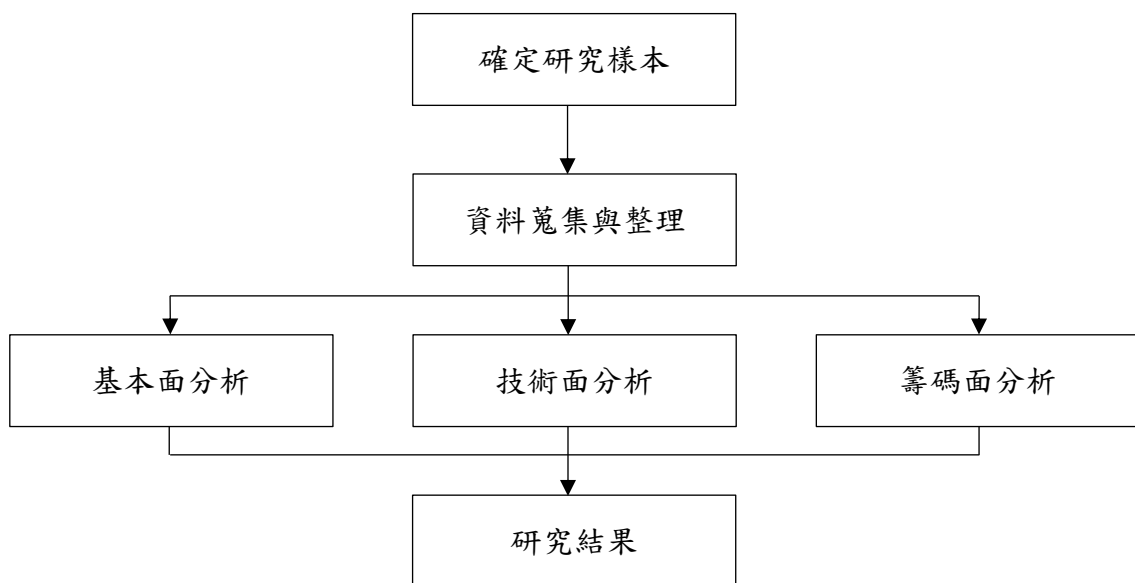 確定研究樣本
資料蒐集與整理
基本面分析
技術面分析
籌碼面分析
研究結果